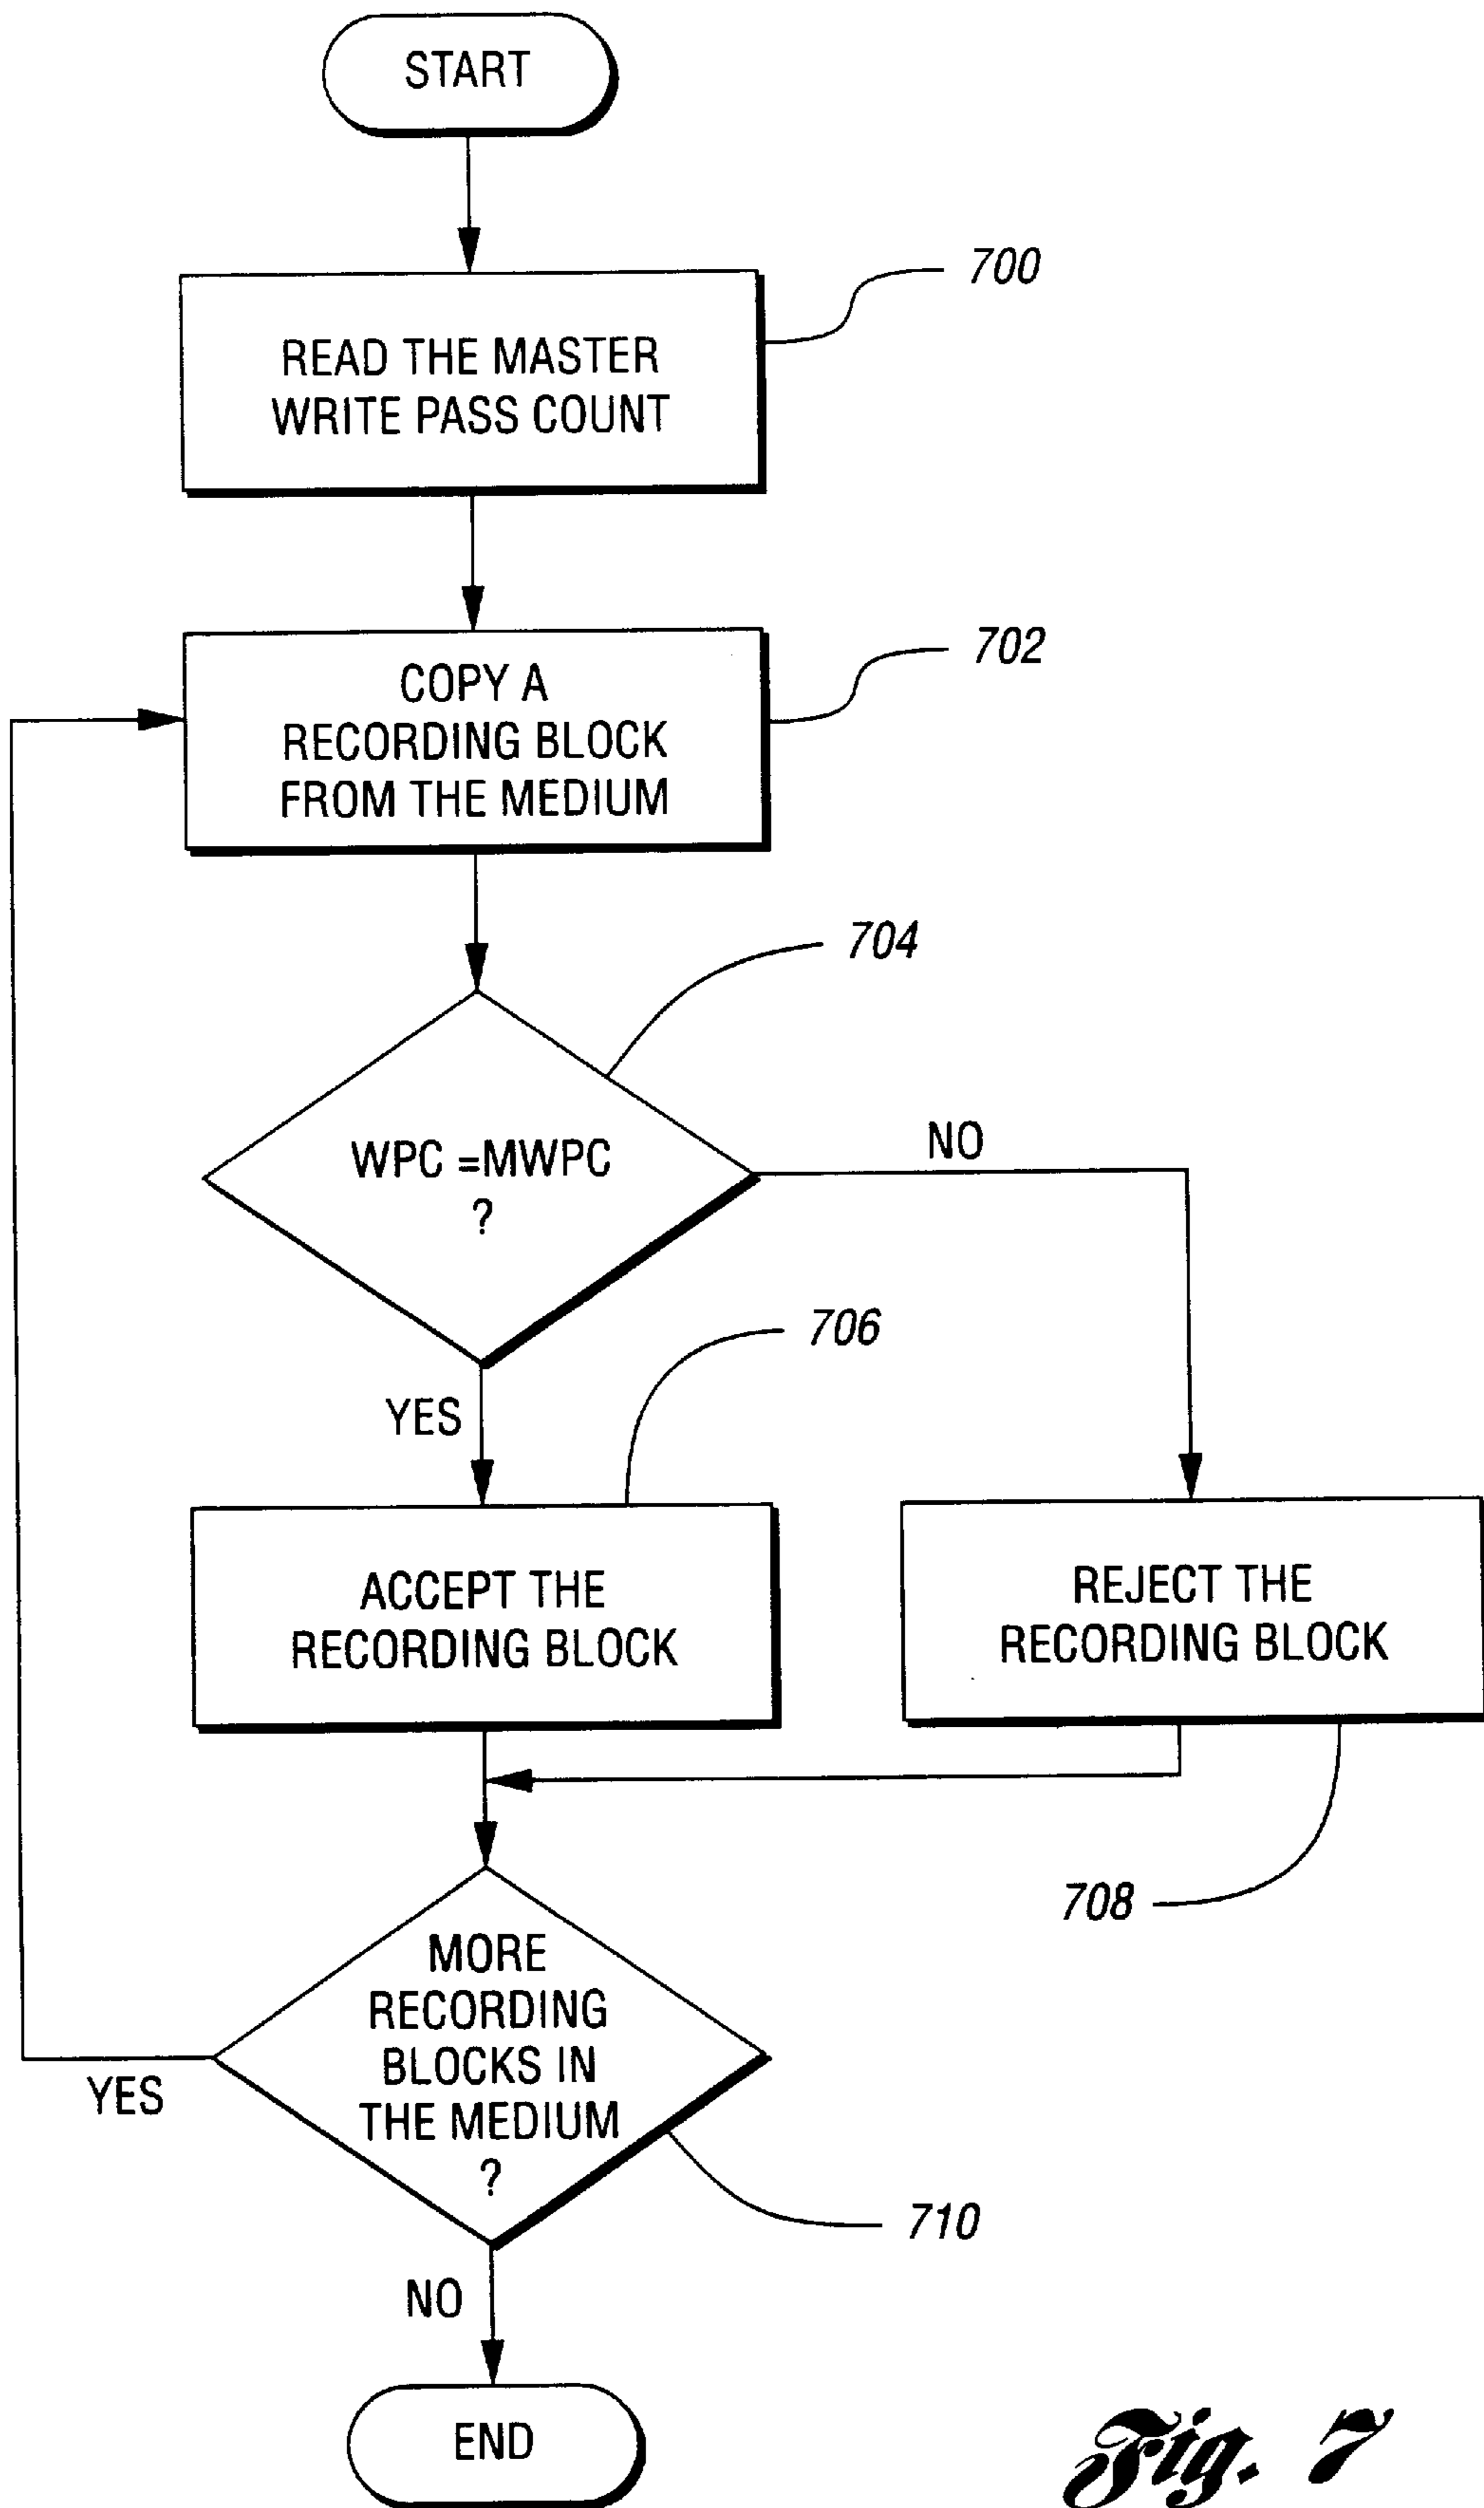 START
700
READ THE MASTER
WRITE PASS COUNT
702
COPY A
RECORDING BLOCK
FROM THE MEDIUM
704
WPC =MWPC
?
NO
YES
706
ACCEPT THE
RECORDING BLOCK
REJECT THE
RECORDING BLOCK
708
MORE
RECORDING
BLOCKS IN
THE MEDIUM
?
YES
710
NO
END
Fig. 7